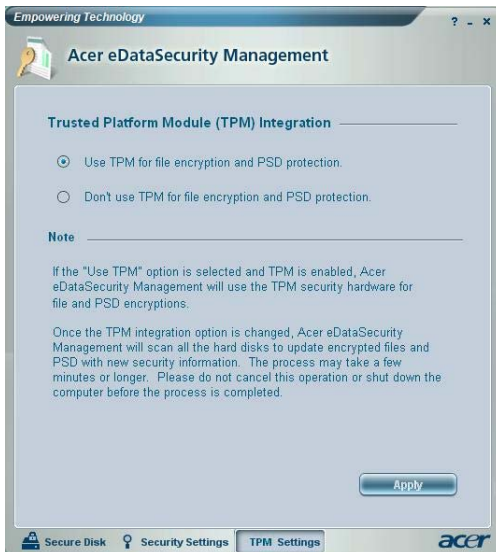 Empowering Technology
? - x
Acer eDataSecurity Management
Trusted Platform Module (TPM) Integration
Use TPM for file encryption and PSD protection.
Don't use TPM for file encryption and PSD protection.
Note
If the "Use TPM" option is selected and TPM is enabled, Acer
eDataSecurity Management will use the TPM security hardware for
file and PSD encryptions.
Once the TPM integration option is changed, Acer eDataSecurity
Management will scan all the hard disks to update encrypted files and
PSD with new security information. The process may take a few
minutes or longer. Please do not cancel this operation or shut down the
computer before the process is completed.
Apply
Secure Disk Security Settings TPM Settings acer